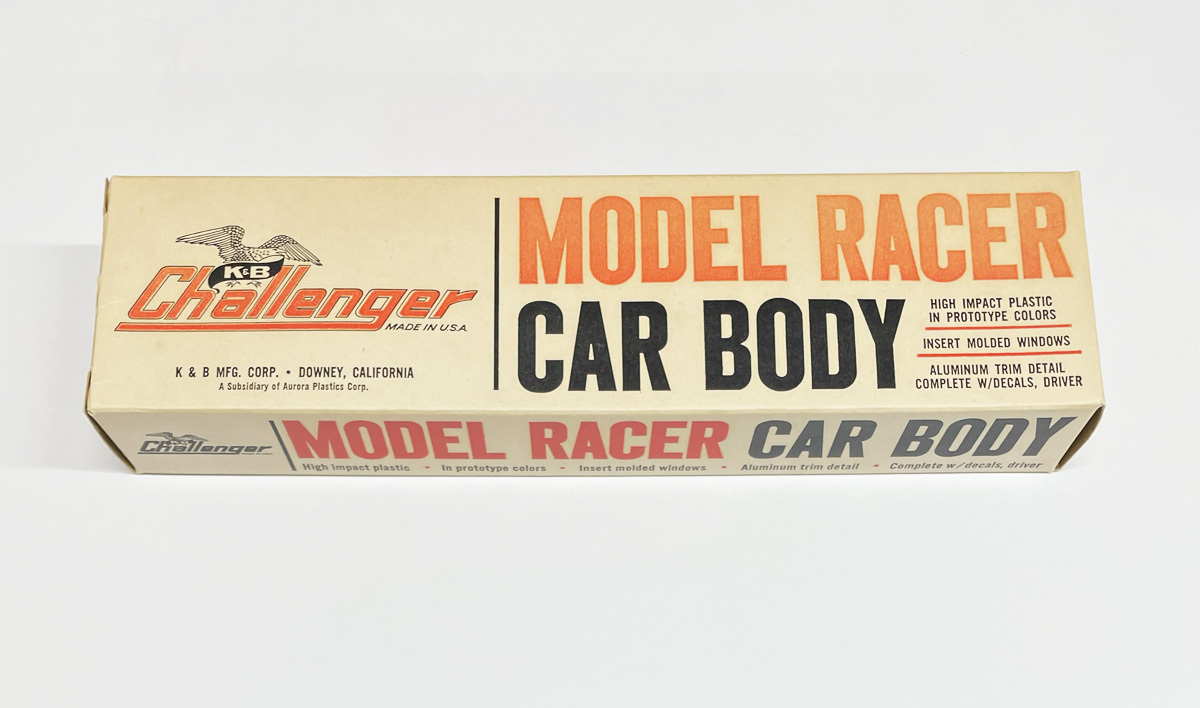 K&B
Challenger
MADE IN U.S.A.
K & B MFG. CORP. • DOWNEY, CALIFORNIA
A Subsidiary of Aurora Plastics Corp.
MODEL RACER
CAR BODY
HIGH IMPACT PLASTIC
IN PROTOTYPE COLORS
INSERT MOLDED WINDOWS
ALUMINUM TRIM DETAIL
COMPLETE W/DECALS, DRIVER
Challenger
MODEL RACER CAR BODY
High impact plastic • In prototype colors • Insert molded windows • Aluminum trim detail • Complete w/decals, driver